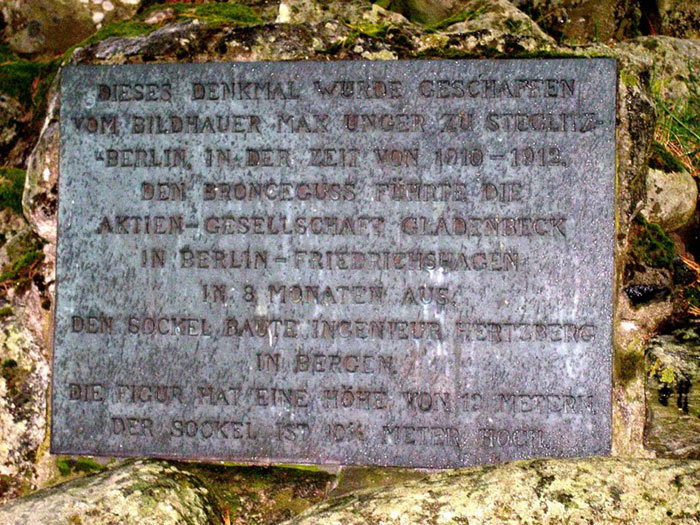 DIESES DENKMAL WURDE GESCHAFFEN
VOM BILDHAUER MAX UNGER ZU STEGLITZ-
BERLIN, IN DER ZEIT VON 1910-1912.
DEN BRONCEGUSS FÜHRTE DIE
AKTIEN-GESELLSCHAFT GLADENBECK
IN BERLIN-FRIEDRICHSHAGEN
IN 8 MONATEN AUS.
DEN SOCKEL BAUTE INGENIEUR HERTZBERG
IN BERGEN.
DIE FIGUR HAT EINE HÖHE VON 12 METERN,
DER SOCKEL IST METER HOCH.